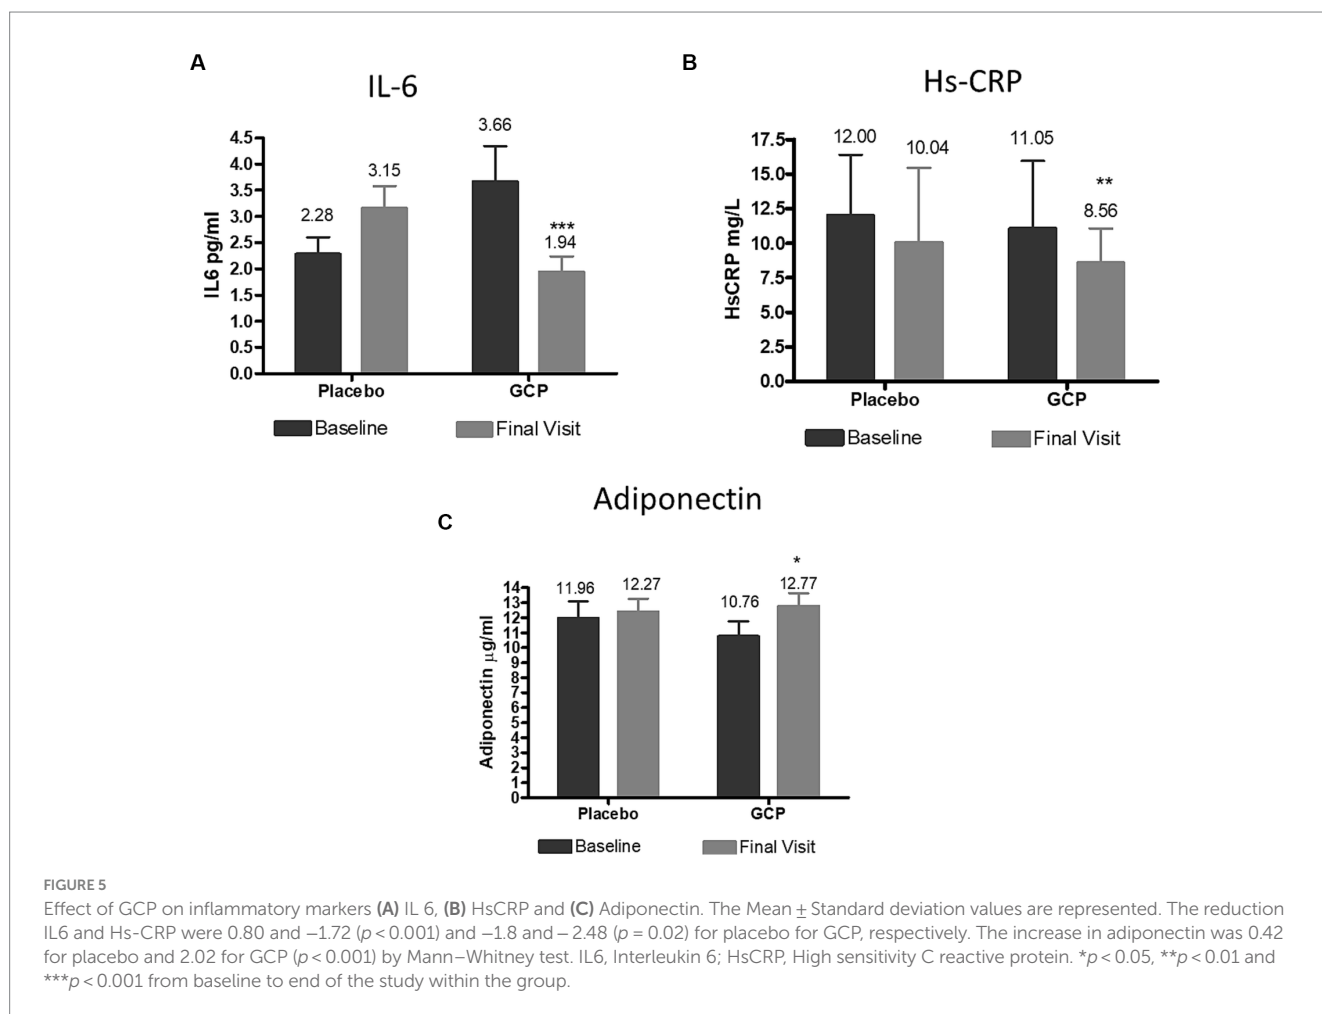 A
IL-6
4.5
4.0
3.5
3.0
2.5
2.0
1.5
1.0
0.5
0.0
IL6 pg/ml
2.28
3.15
3.66
***
1.94
Placebo
GCP
Baseline
Final Visit
B
Hs-CRP
17.5
15.0
12.5
10.0
7.5
5.0
2.5
0.0
HsCRP mg/L
12.00
10.04
11.05
**
8.56
Placebo
GCP
Baseline
Final Visit
C
Adiponectin
14
13
12
11
10
9
8
7
6
5
4
3
2
1
0
Adiponectin µg/ml
11.96
12.27
10.76
*
12.77
Placebo
GCP
Baseline
Final Visit
FIGURE 5
Effect of GCP on inflammatory markers (A) IL 6, (B) HsCRP and (C) Adiponectin. The Mean ± Standard deviation values are represented. The reduction
IL6 and Hs-CRP were 0.80 and −1.72 (p < 0.001) and −1.8 and − 2.48 (p = 0.02) for placebo for GCP, respectively. The increase in adiponectin was 0.42
for placebo and 2.02 for GCP (p < 0.001) by Mann–Whitney test. IL6, Interleukin 6; HsCRP, High sensitivity C reactive protein. *p < 0.05, **p < 0.01 and
***p < 0.001 from baseline to end of the study within the group.